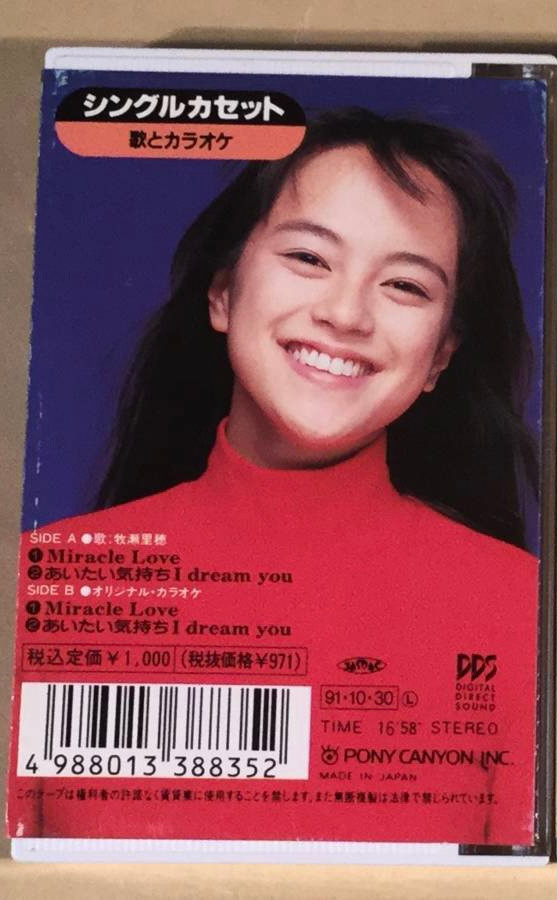 シングルカセット
歌とカラオケ
SIDE A ●歌:牧瀬里穂
❶Miracle Love
❷あいたい気持ちI dream you
SIDE B ●オリジナル・カラオケ
❶Miracle Love
❷あいたい気持ちI dream you
税込定価¥1,000 (税抜価格¥971)
JASRAC
DDS
DIGITAL
DIRECT
SOUND
91・10・30 Ⓛ
TIME 16'58" STEREO
PONY CANYON INC.
MADE IN JAPAN
4 988013 388352
このテープは権利者の許諾なく賃貸業に使用することを禁じます。また無断複製は法律で禁じられています。